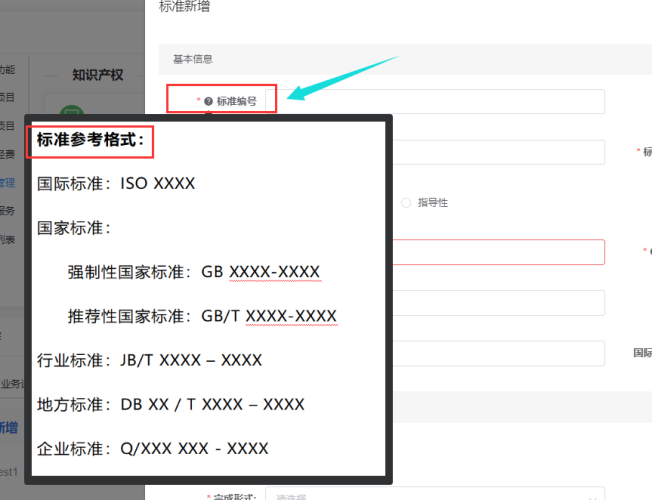 标准新增
基本信息
功能
知识产权
项目
* 标准编号
项目
标准参考格式：
经费
国际标准：ISO XXXX
* 标
管理
指导性
服务
国家标准：
列表
强制性国家标准：GB XXXX-XXXX
推荐性国家标准：GB/T XXXX-XXXX
行业标准：JB/T XXXX – XXXX
国际
业务
地方标准：DB XX / T XXXX – XXXX
新增
企业标准：Q/XXX XXX - XXXX
est1
* 完成形式：
请选择